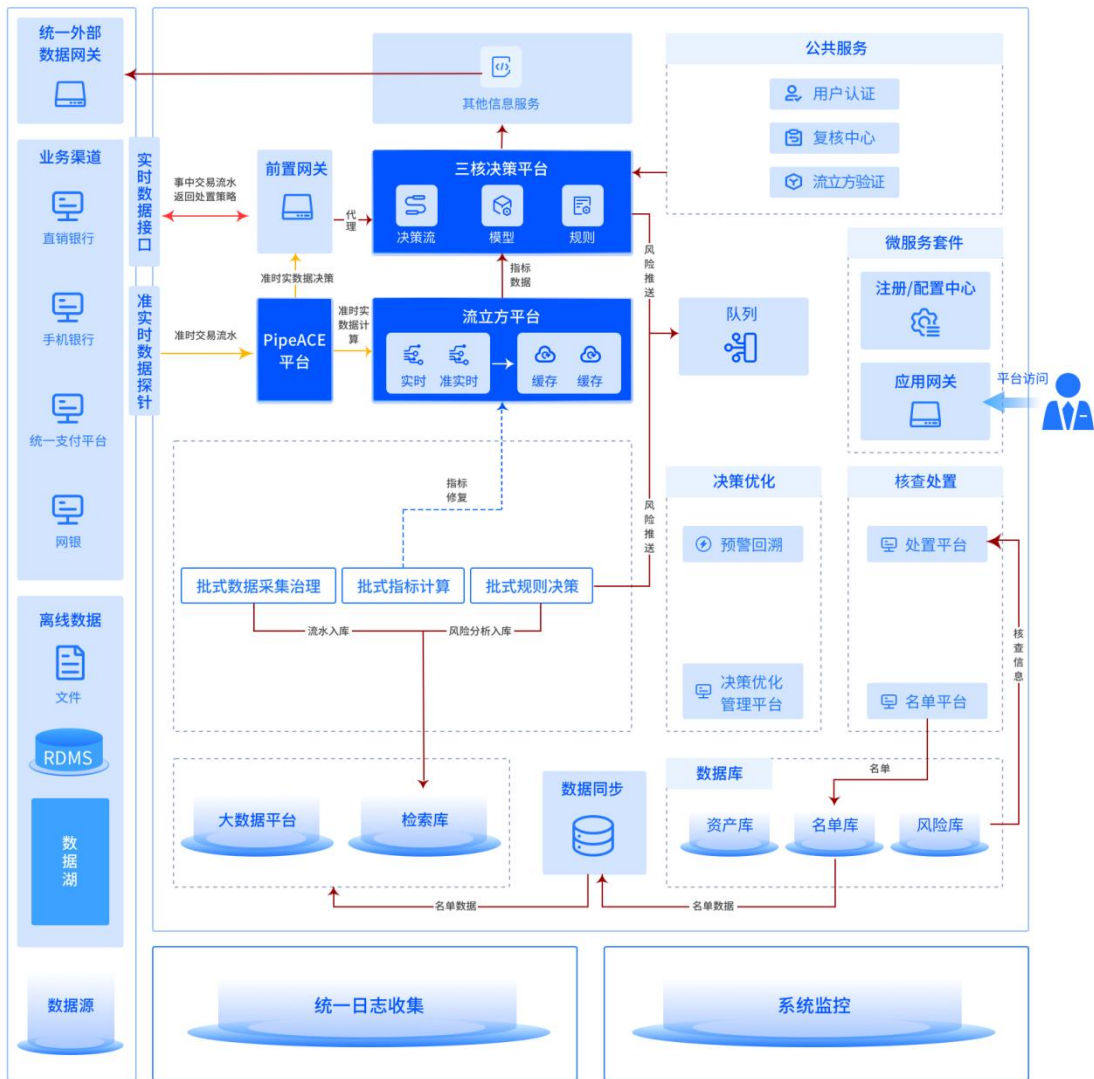 统一外部
数据网关
业务渠道
直销银行
手机银行
统一支付平台
网银
离线数据
文件
RDMS
数据湖
数据源
实时数据接口
准实时数据探针
事中交易流水
返回处置策略
准时交易流水
前置网关
准时实数据决策
PipeACE
平台
代理
准时实
数据计
算
其他信息服务
三核决策平台
决策流
模型
规则
指标
数据
流立方平台
实时
准实时
缓存
缓存
公共服务
用户认证
复核中心
流立方验证
风险推送
队列
微服务套件
注册/配置中心
应用网关
平台访问
指标
修复
批式数据采集治理
批式指标计算
批式规则决策
流水入库
风险分析入库
风险推送
决策优化
预警回溯
决策优化
管理平台
核查处置
处置平台
名单平台
核查信息
大数据平台
检索库
数据同步
数据库
名单
资产库
名单库
风险库
名单数据
名单数据
统一日志收集
系统监控